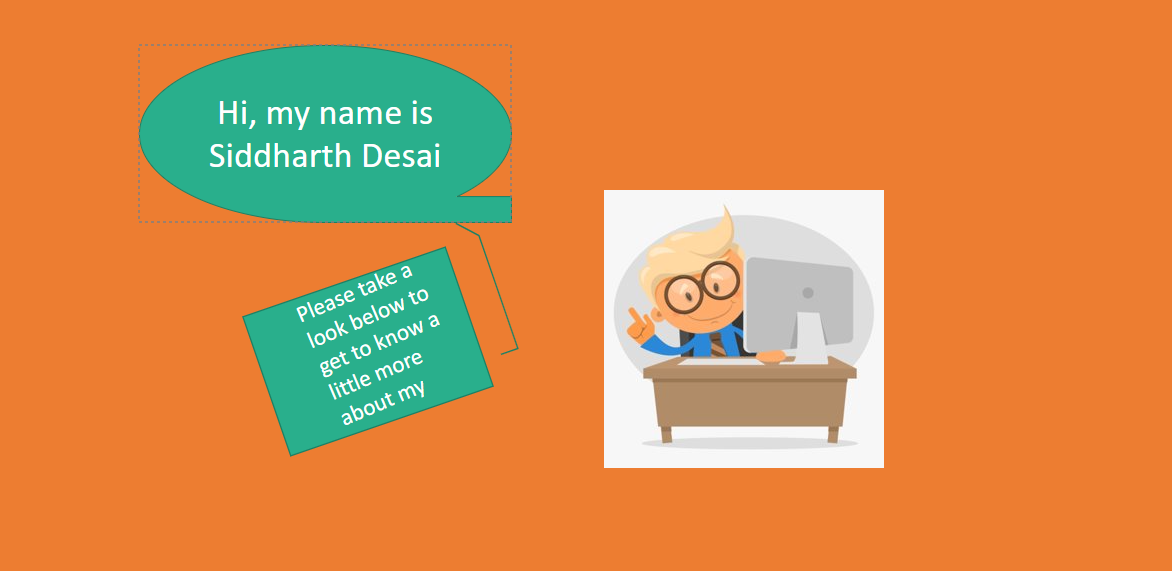 Hi, my name is
Siddharth Desai
Please take a
look below to
get to know a
little more
about my